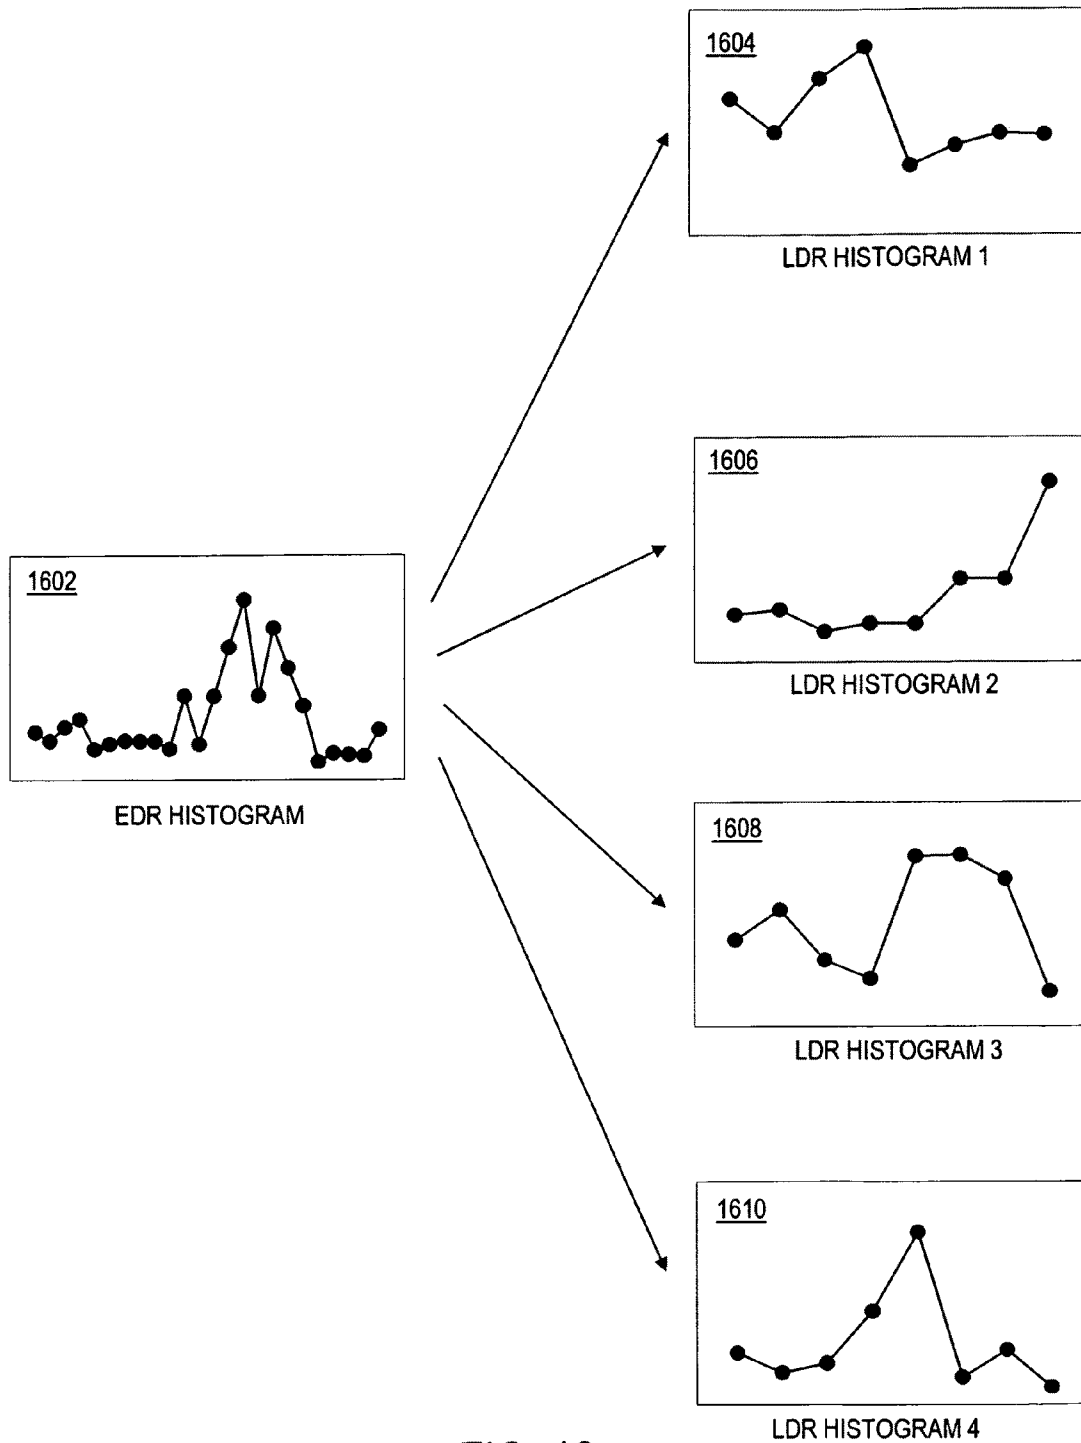 1604
LDR HISTOGRAM 1
1606
LDR HISTOGRAM 2
1602
EDR HISTOGRAM
1608
LDR HISTOGRAM 3
1610
LDR HISTOGRAM 4